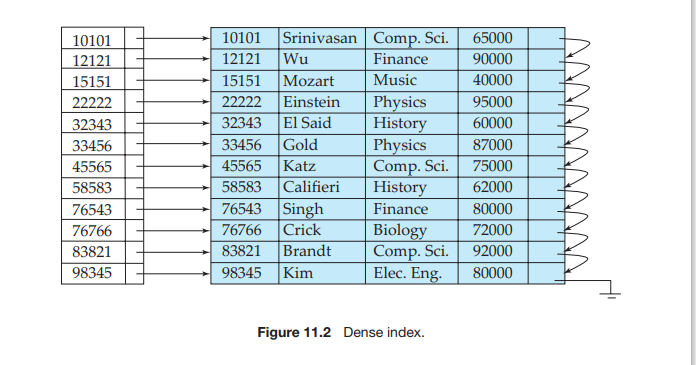 10101 10101 Srinivasan Comp. Sci. 65000
12121 12121 Wu Finance 90000
15151 15151 Mozart Music 40000
22222 22222 Einstein Physics 95000
32343 32343 El Said History 60000
33456 33456 Gold Physics 87000
45565 45565 Katz Comp. Sci. 75000
58583 58583 Califieri History 62000
76543 76543 Singh Finance 80000
76766 76766 Crick Biology 72000
83821 83821 Brandt Comp. Sci. 92000
98345 98345 Kim Elec. Eng. 80000
Figure 11.2 Dense index.